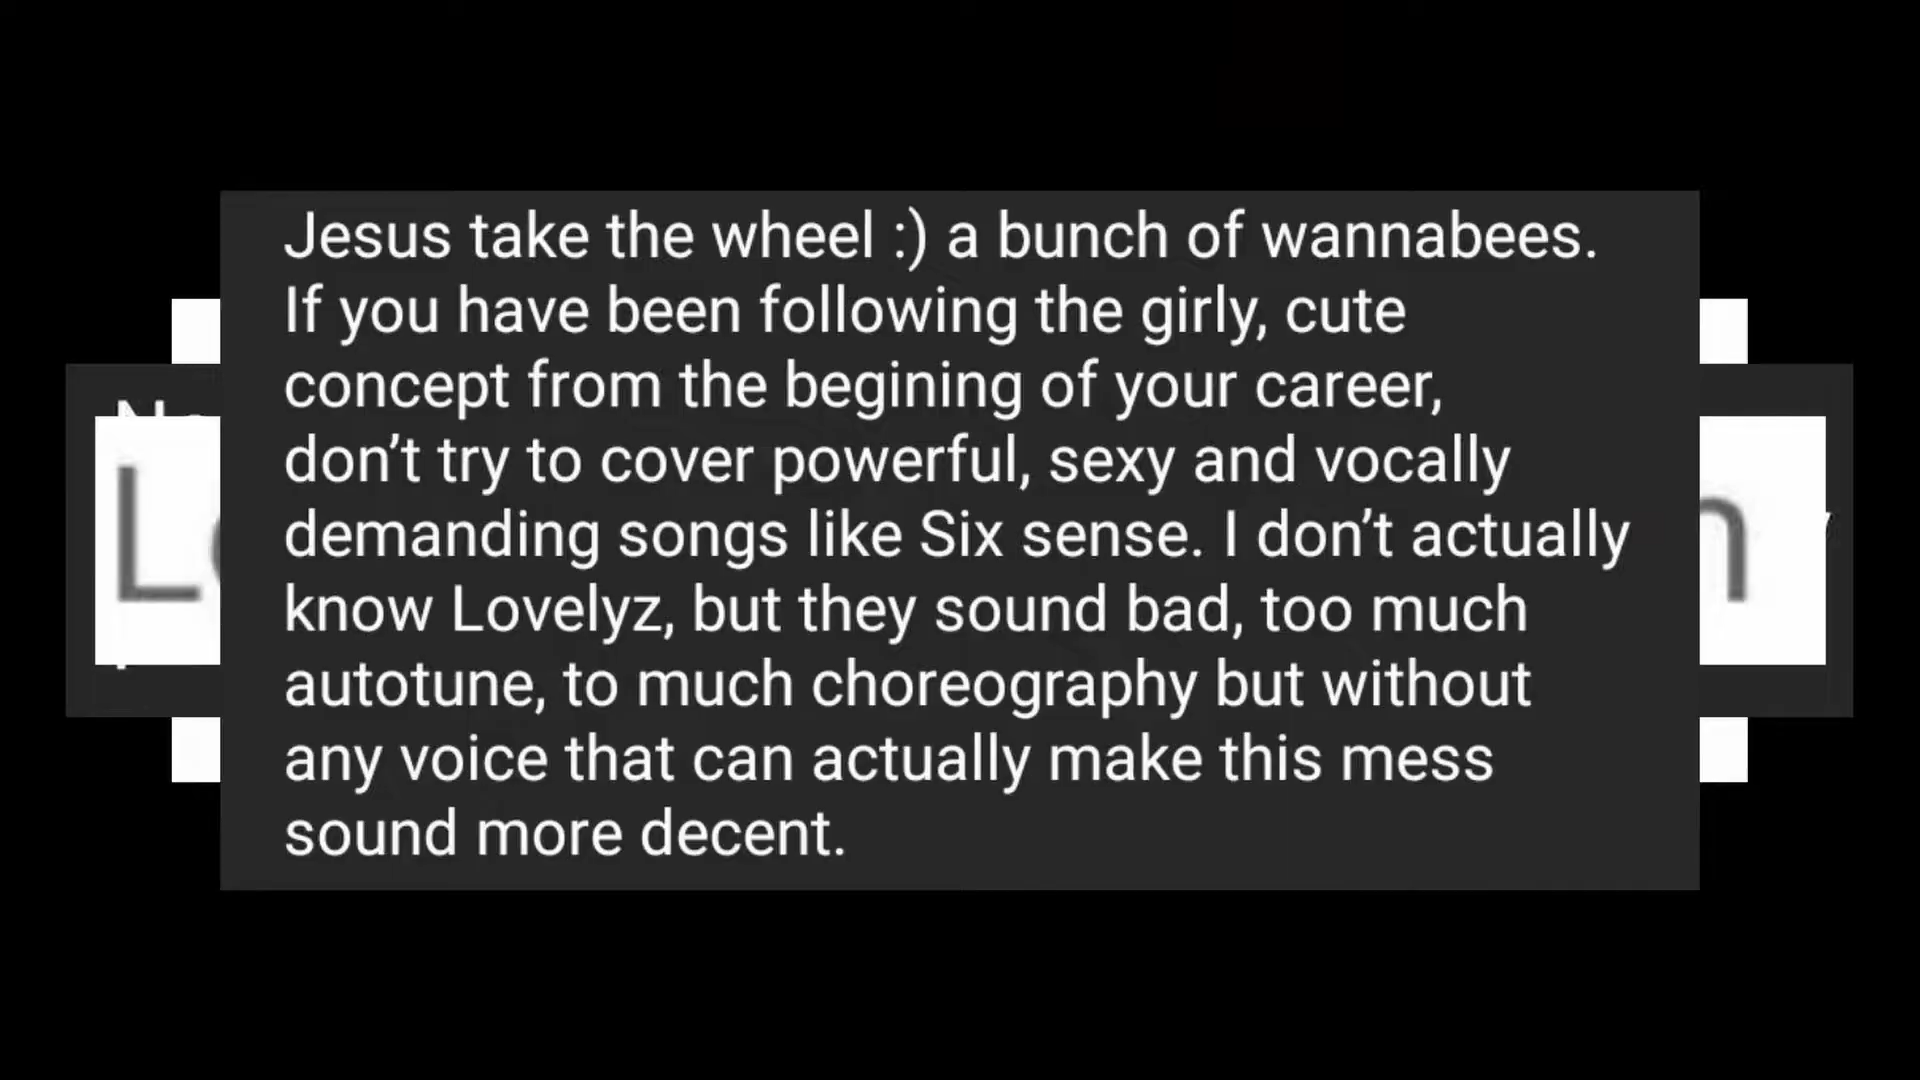 Jesus take the wheel :) a bunch of wannabees.
If you have been following the girly, cute
concept from the begining of your career,
don’t try to cover powerful, sexy and vocally
demanding songs like Six sense. I don’t actually
know Lovelyz, but they sound bad, too much
autotune, to much choreography but without
any voice that can actually make this mess
sound more decent.